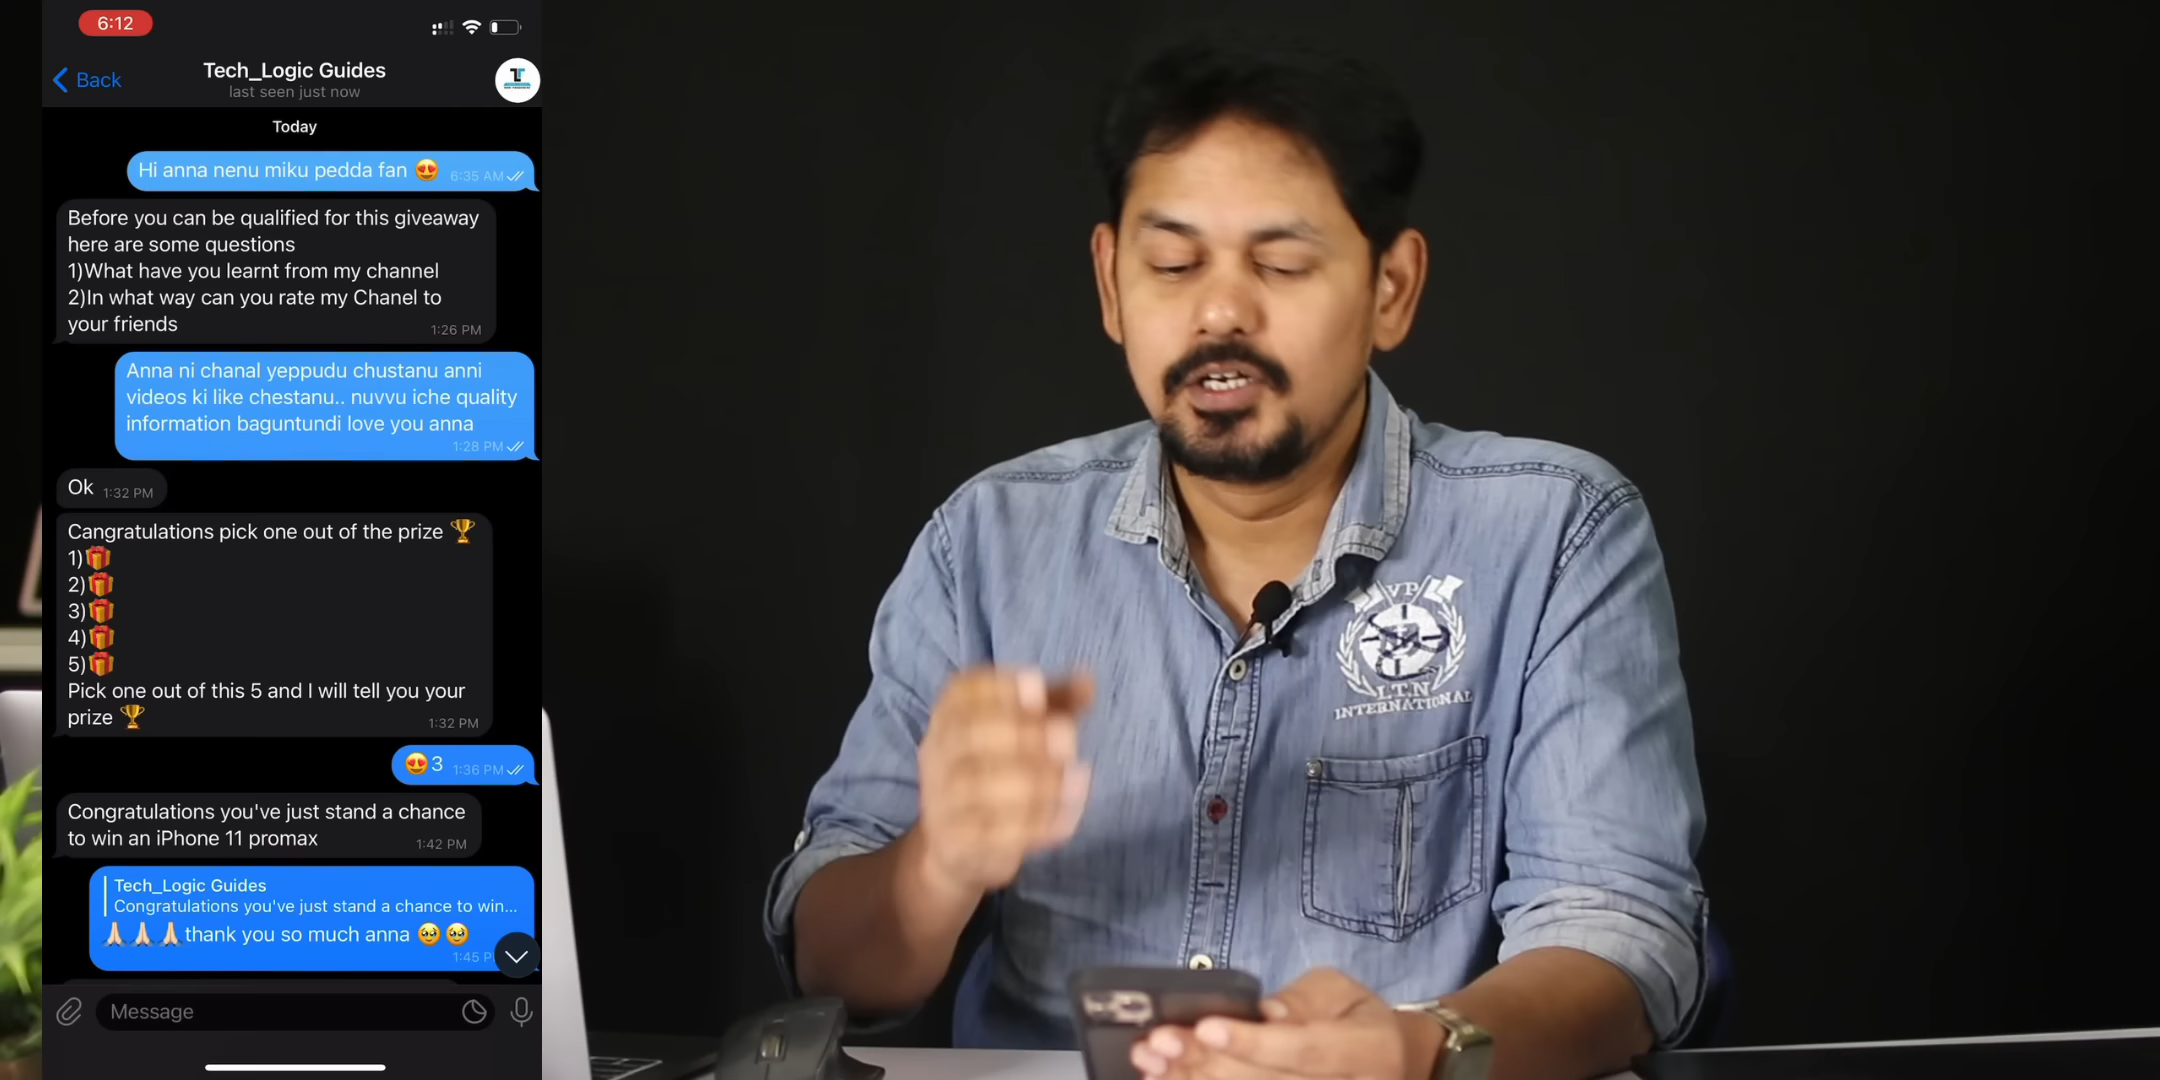 6:12
Back
Tech_Logic Guides
last seen just now
Today
Hi anna nenu miku pedda fan 😍 6:35 AM
Before you can be qualified for this giveaway
here are some questions
1)What have you learnt from my channel
2)In what way can you rate my Chanel to
your friends
1:26 PM
Anna ni chanal yeppudu chustanu anni
videos ki like chestanu.. nuvvu iche quality
information baguntundi love you anna
1:28 PM
Ok 1:32 PM
Cangratulations pick one out of the prize 🏆
1)🎁
2)🎁
3)🎁
4)🎁
5)🎁
Pick one out of this 5 and I will tell you your
prize 🏆
1:32 PM
😍3 1:36 PM
Congratulations you've just stand a chance
to win an iPhone 11 promax
1:42 PM
Tech_Logic Guides
Congratulations you've just stand a chance to win...
🙏🏻🙏🏻🙏🏻thank you so much anna 🥹🥹
1:45 P
Message
VP
L.T.N
INTERNATIONAL